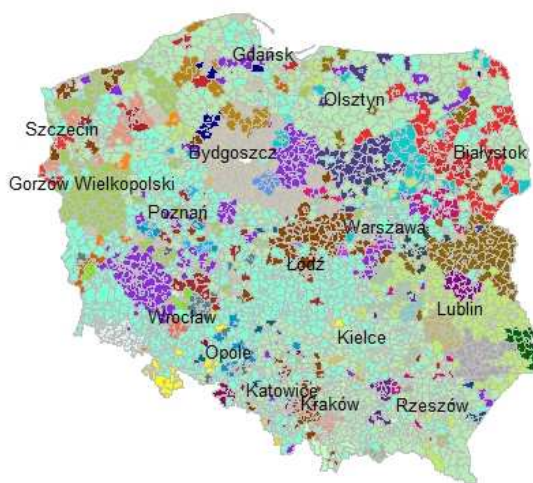 Gdańsk
Olsztyn
Szczecin
Bydgoszcz
Białystok
Gorzów Wielkopolski
Poznań
Warszawa
Łódź
Wrocław
Lublin
Kielce
Opole
Katowice
Kraków
Rzeszów